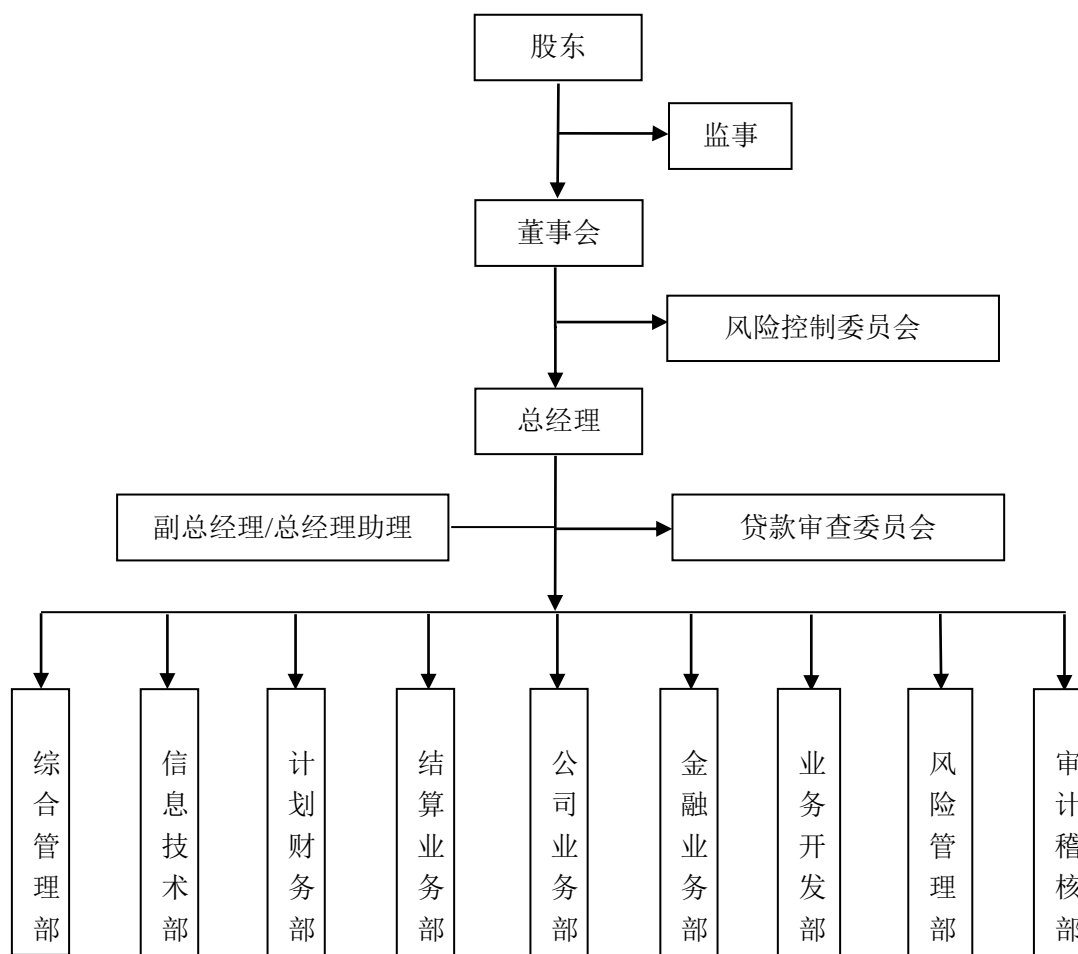 股东
监事
董事会
风险控制委员会
总经理
副总经理/总经理助理
贷款审查委员会
综合管理部
信息技术部
计划财务部
结算业务部
公司业务部
金融业务部
业务开发部
风险管理部
审计稽核部